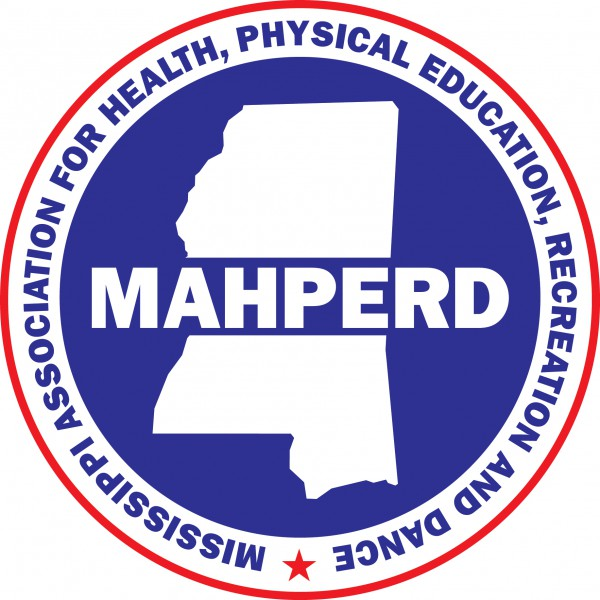 MISSISSIPPI ASSOCIATION FOR HEALTH, PHYSICAL EDUCATION, RECREATION AND DANCE
MAHPERD